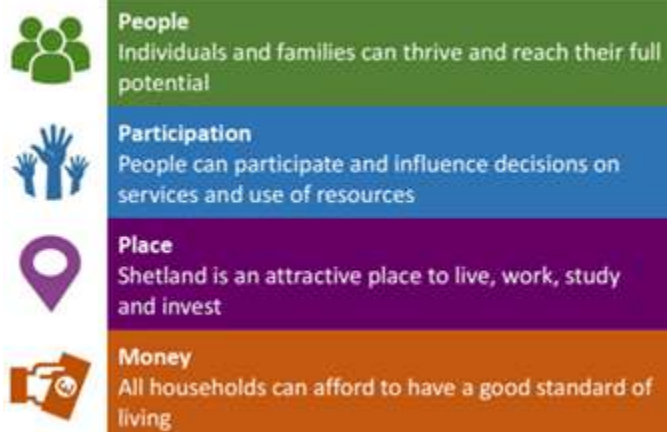 People
Individuals and families can thrive and reach their full
potential
Participation
People can participate and influence decisions on
services and use of resources
Place
Shetland is an attractive place to live, work, study
and invest
Money
All households can afford to have a good standard of
living